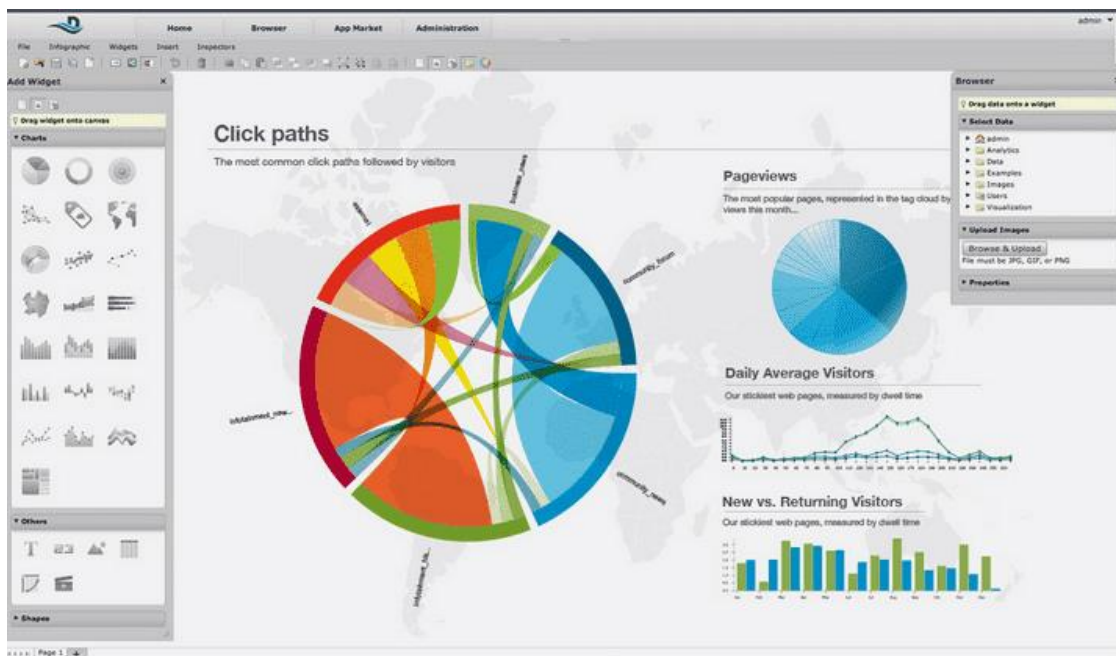 admin
Home Browser App Market Administration
File Infographic Widgets Insert Inspectors
Add Widget
Drag widget onto canvas
Charts
Others
Shapes
Page 1
Click paths
The most common click paths followed by visitors
external
business_news
community_forum
community_news
infotainment_new...
Pageviews
The most popular pages, represented in the tag cloud by
views this month...
Daily Average Visitors
Our stickiest web pages, measured by dwell time
New vs. Returning Visitors
Our stickiest web pages, measured by dwell time
Browser
Drag data onto a widget
Select Data
admin
Analytics
Data
Examples
Images
Users
Visualization
Upload Images
Browse & Upload
File must be JPG, GIF, or PNG
Properties